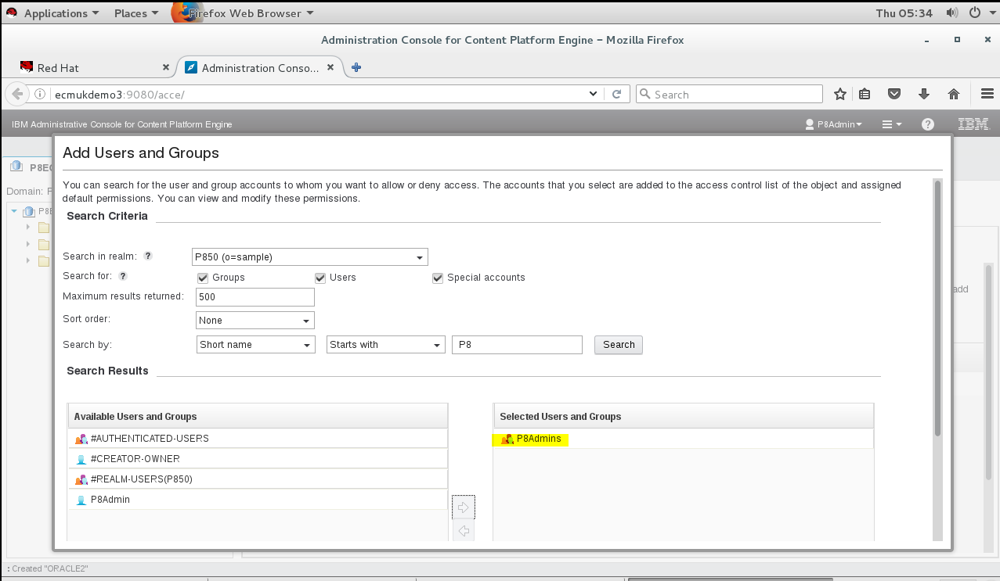 Applications Places Firefox Web Browser Thu 05:34
Administration Console for Content Platform Engine – Mozilla Firefox
Red Hat Administration Conso...
ecmukdemo3:9080/acce/ Search
IBM Administrative Console for Content Platform Engine P8Admin ? IBM
Add Users and Groups
You can search for the user and group accounts to whom you want to allow or deny access. The accounts that you select are added to the access control list of the object and assigned
default permissions. You can view and modify these permissions.
Search Criteria
Search in realm: ? P850 (o=sample)
Search for: ? Groups Users Special accounts
Maximum results returned: 500
Sort order: None
Search by: Short name Starts with P8 Search
Search Results
Available Users and Groups Selected Users and Groups
#AUTHENTICATED-USERS P8Admins
#CREATOR-OWNER
#REALM-USERS(P850)
P8Admin
Domain:
add
: Created "ORACLE2"